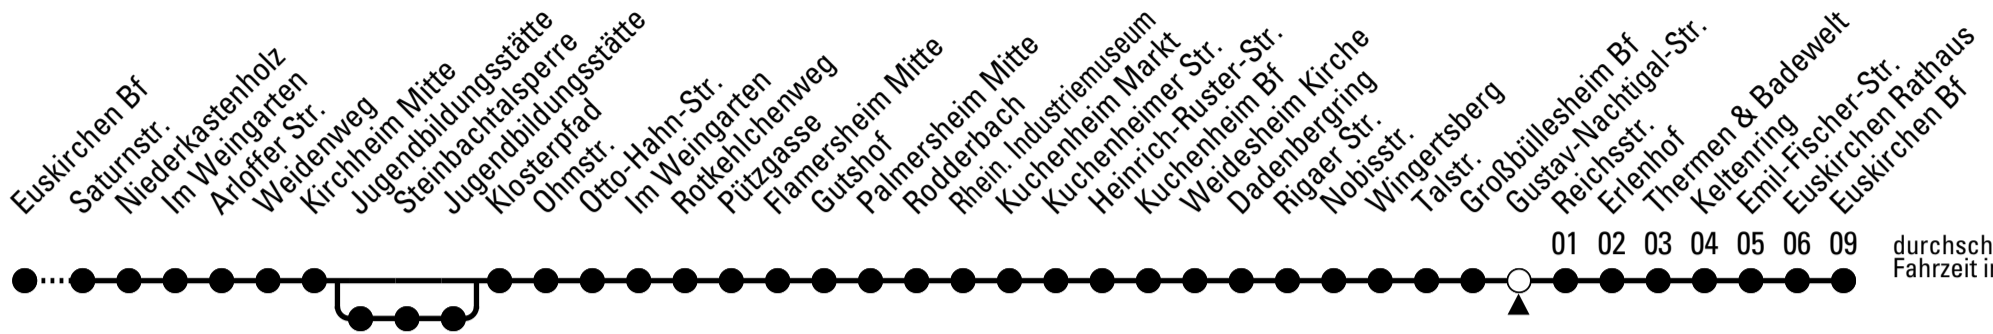 Euskirchen Bf
Saturnstr.
Niederkastenholz
Im Weingarten
Arloffer Str.
Weidenweg
Kirchheim Mitte
Jugendbildungsstätte
Steinbachtalsperre
Jugendbildungsstätte
Klosterpfad
Ohmstr.
Otto-Hahn-Str.
Im Weingarten
Rotkehlchenweg
Pützgasse
Flamersheim Mitte
Gutshof
Palmersheim Mitte
Rodderbach
Rhein. Industriemuseum
Kuchenheim Markt
Kuchenheimer Str.
Heinrich-Ruster-Str.
Kuchenheim Bf
Weidesheim Kirche
Dadenbergring
Rigaer Str.
Nobisstr.
Wingertsberg
Talstr.
Großbüllesheim Bf
Gustav-Nachtigal-Str.
Reichsstr.
Erlenhof
Thermen & Badewelt
Keltenring
Emil-Fischer-Str.
Euskirchen Rathaus
Euskirchen Bf
01 02 03 04 05 06 09
durchsch
Fahrzeit i